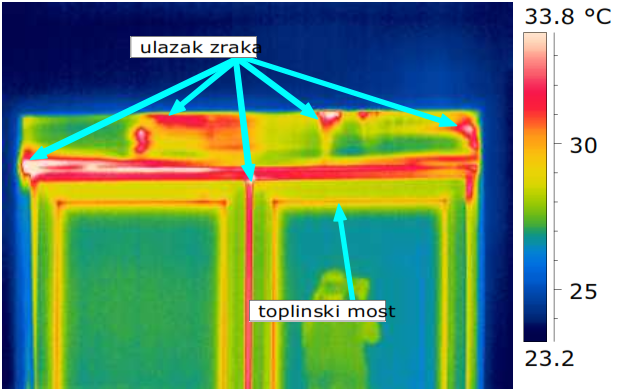 33.8 °C
ulazak zraka
30
25
toplinski most
23.2